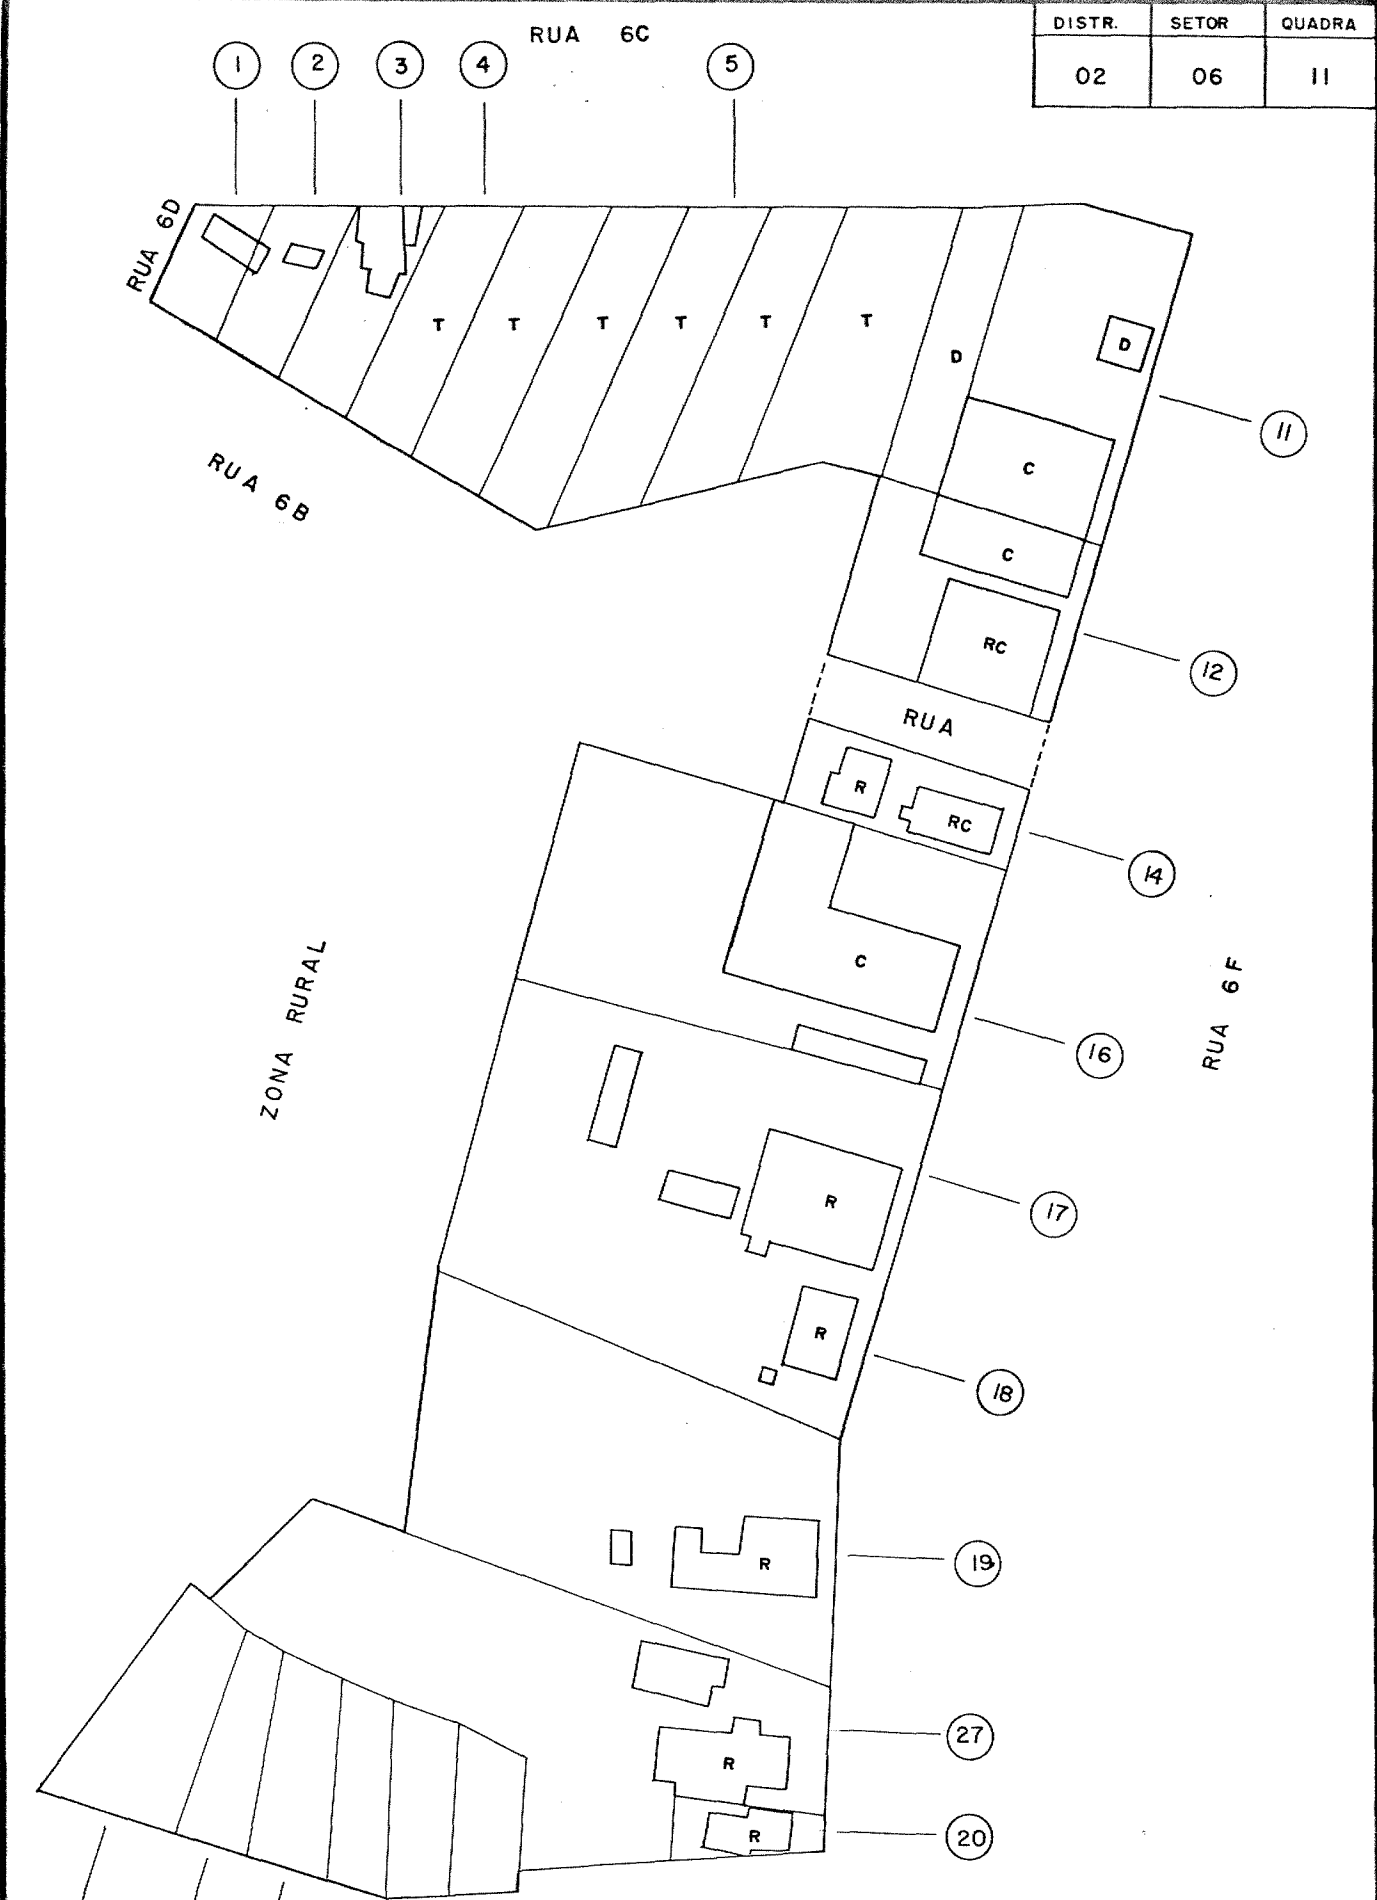 RUA 6C
DISTR. SETOR QUADRA
02 06 11
1 2 3 4 5
RUA 6D
T T T T T T
D
D
11
C
RUA 6B
C
RC
12
RUA
R
RC
14
C
ZONA RURAL
RUA 6F
16
R
17
R
18
R
19
R
27
R
20